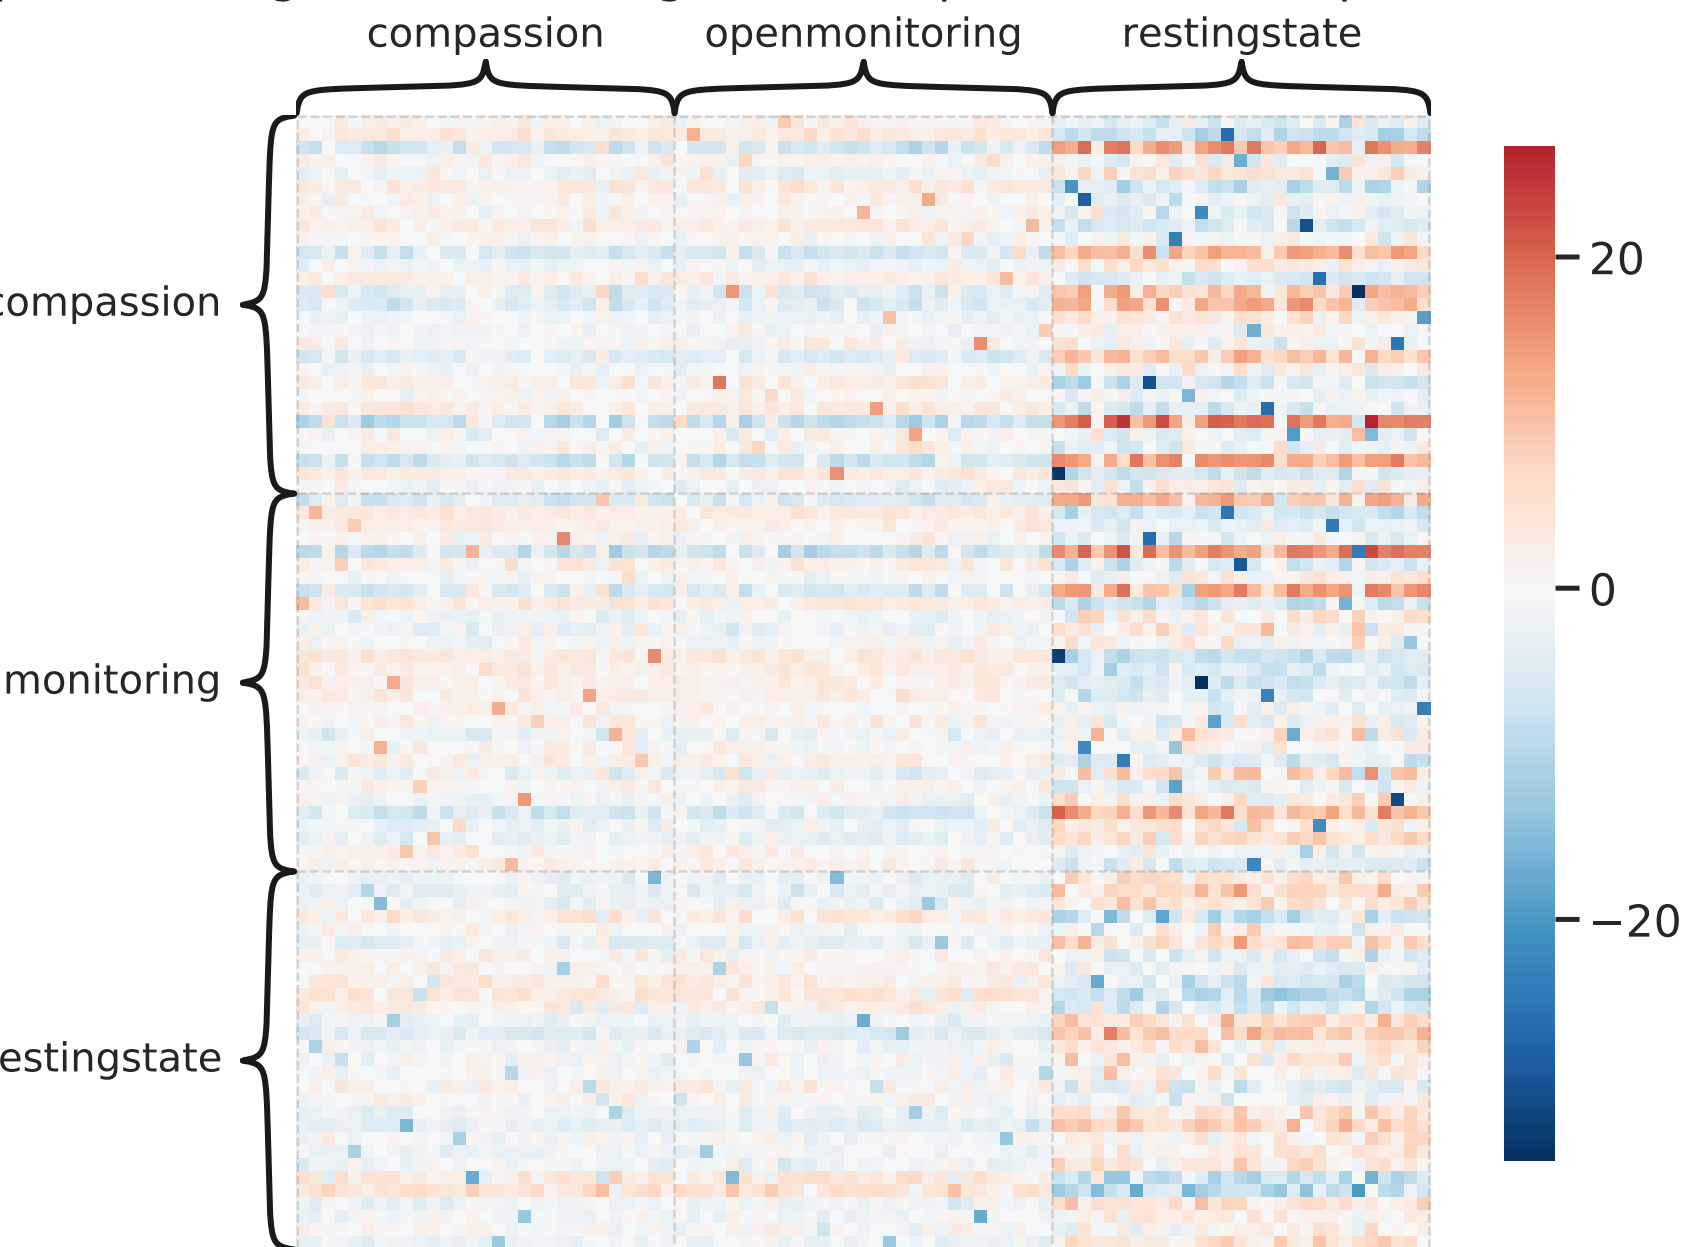 compassion openmonitoring restingstate
compassion
monitoring
estingstate
20
0
−20